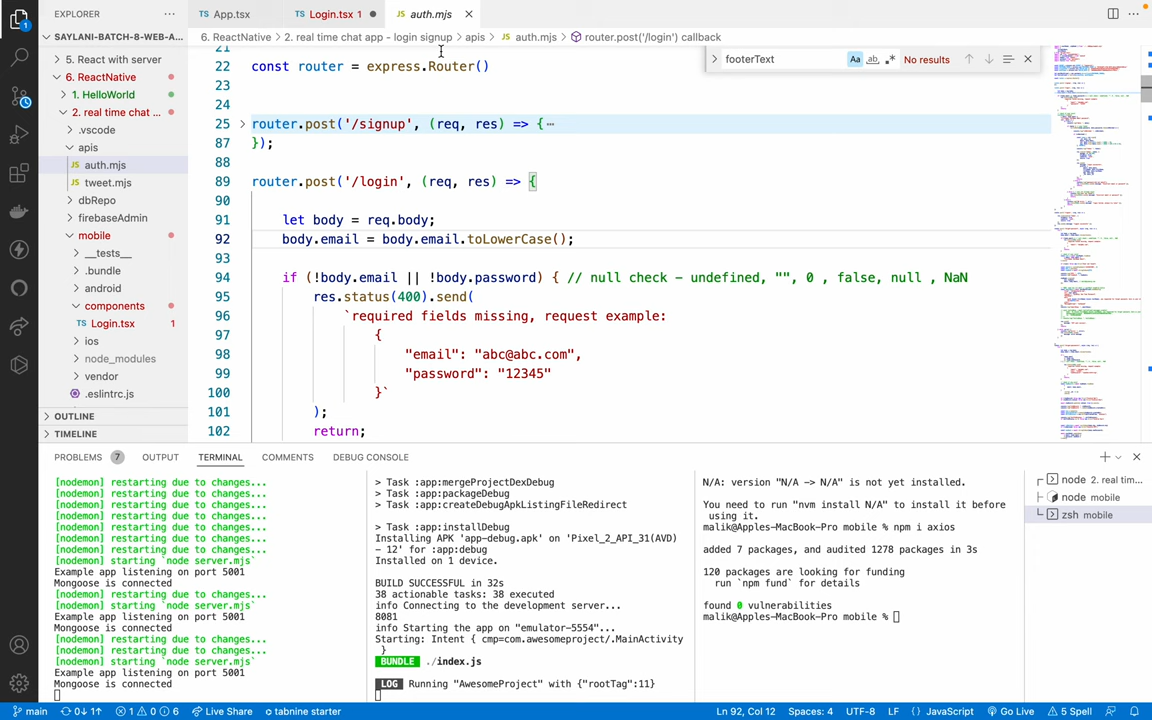 EXPLORER
App.tsx
Login.tsx 1
auth.mjs
SAYLANI-BATCH-8-WEB-A...
6. ReactNative > 2. real time chat app - login signup > apis > auth.mjs > router.post('/login') callback
5. React with server
6. ReactNative
1. HelloWorld
2. real time chat ...
.vscode
apis
auth.mjs
tweet.mjs
dbRepo
firebaseAdmin
mobile
__tests__
.bundle
android
components
Login.tsx 1
ios
node_modules
vendor
.eslintrc.js
OUTLINE
TIMELINE
footerText
Aa
ab
No results
21
22 const router = express.Router()
23
24
25 router.post('/signup', (req, res) => {…
87 });
88
89 router.post('/login', (req, res) => {
90
91 let body = req.body;
92 body.email = body.email.toLowerCase();
93
94 if (!body.email || !body.password) { // null check - undefined, "", 0 , false, null , NaN
95 res.status(400).send(
96 `required fields missing, request example:
97 {
98 "email": "abc@abc.com",
99 "password": "12345"
100 }`
101 );
102 return;
PROBLEMS 7 OUTPUT TERMINAL COMMENTS DEBUG CONSOLE
[nodemon] restarting due to changes...
[nodemon] restarting due to changes...
[nodemon] restarting due to changes...
[nodemon] restarting due to changes...
[nodemon] restarting due to changes...
[nodemon] restarting due to changes...
[nodemon] restarting due to changes...
[nodemon] starting `node server.mjs`
Example app listening on port 5001
Mongoose is connected
[nodemon] restarting due to changes...
[nodemon] starting `node server.mjs`
Example app listening on port 5001
Mongoose is connected
[nodemon] restarting due to changes...
[nodemon] restarting due to changes...
[nodemon] starting `node server.mjs`
Example app listening on port 5001
Mongoose is connected
> Task :app:mergeProjectDexDebug
> Task :app:packageDebug
> Task :app:createDebugApkListingFileRedirect
> Task :app:installDebug
Installing APK 'app-debug.apk' on 'Pixel_2_API_31(AVD)
- 12' for :app:debug
Installed on 1 device.
BUILD SUCCESSFUL in 32s
38 actionable tasks: 38 executed
info Connecting to the development server...
8081
info Starting the app on "emulator-5554"...
Starting: Intent { cmp=com.awesomeproject/.MainActivity
}
BUNDLE ./index.js
LOG Running "AwesomeProject" with {"rootTag":11}
N/A: version "N/A -> N/A" is not yet installed.
You need to run "nvm install N/A" to install it before
using it.
malik@Apples-MacBook-Pro mobile % npm i axios
added 7 packages, and audited 1278 packages in 3s
120 packages are looking for funding
run `npm fund` for details
found 0 vulnerabilities
malik@Apples-MacBook-Pro mobile %
node 2. real tim...
node mobile
zsh mobile
main 0↓ 1↑ 1 0 6 Live Share tabnine starter Ln 92, Col 12 Spaces: 4 UTF-8 LF {} JavaScript Go Live 5 Spell